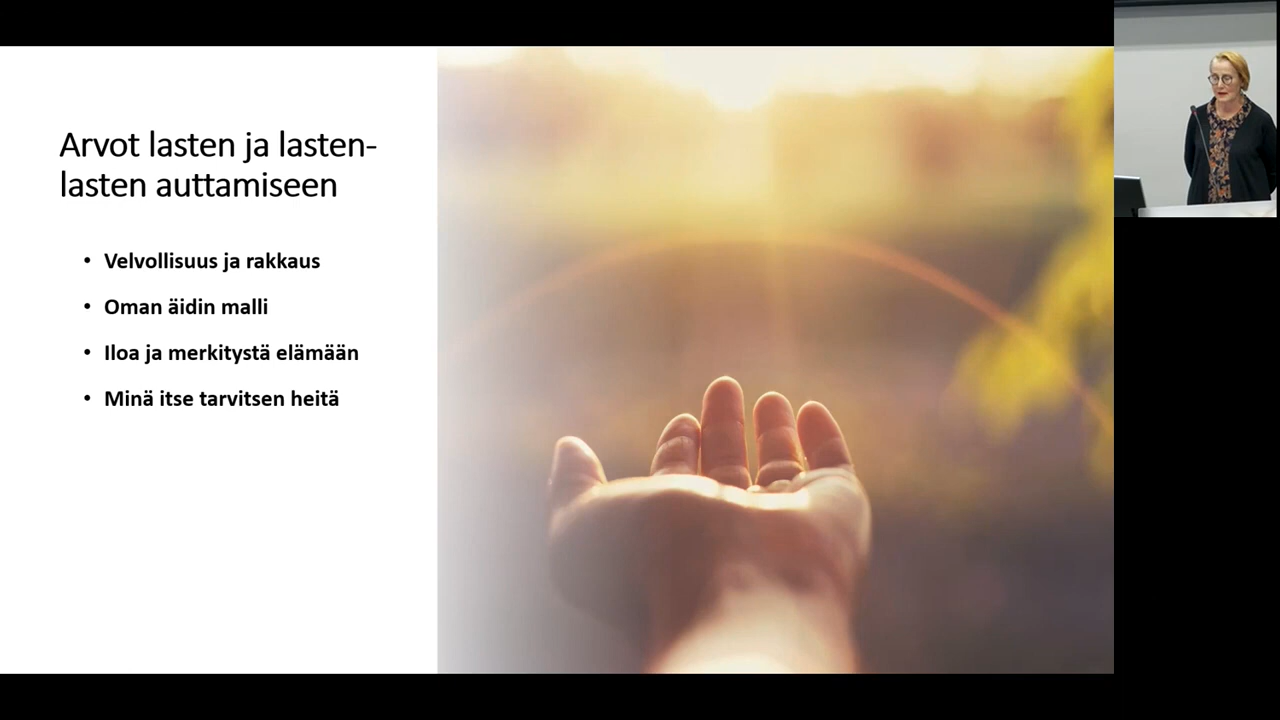 Arvot lasten ja lasten-
lasten auttamiseen
• Velvollisuus ja rakkaus
• Oman äidin malli
• Iloa ja merkitystä elämään
• Minä itse tarvitsen heitä